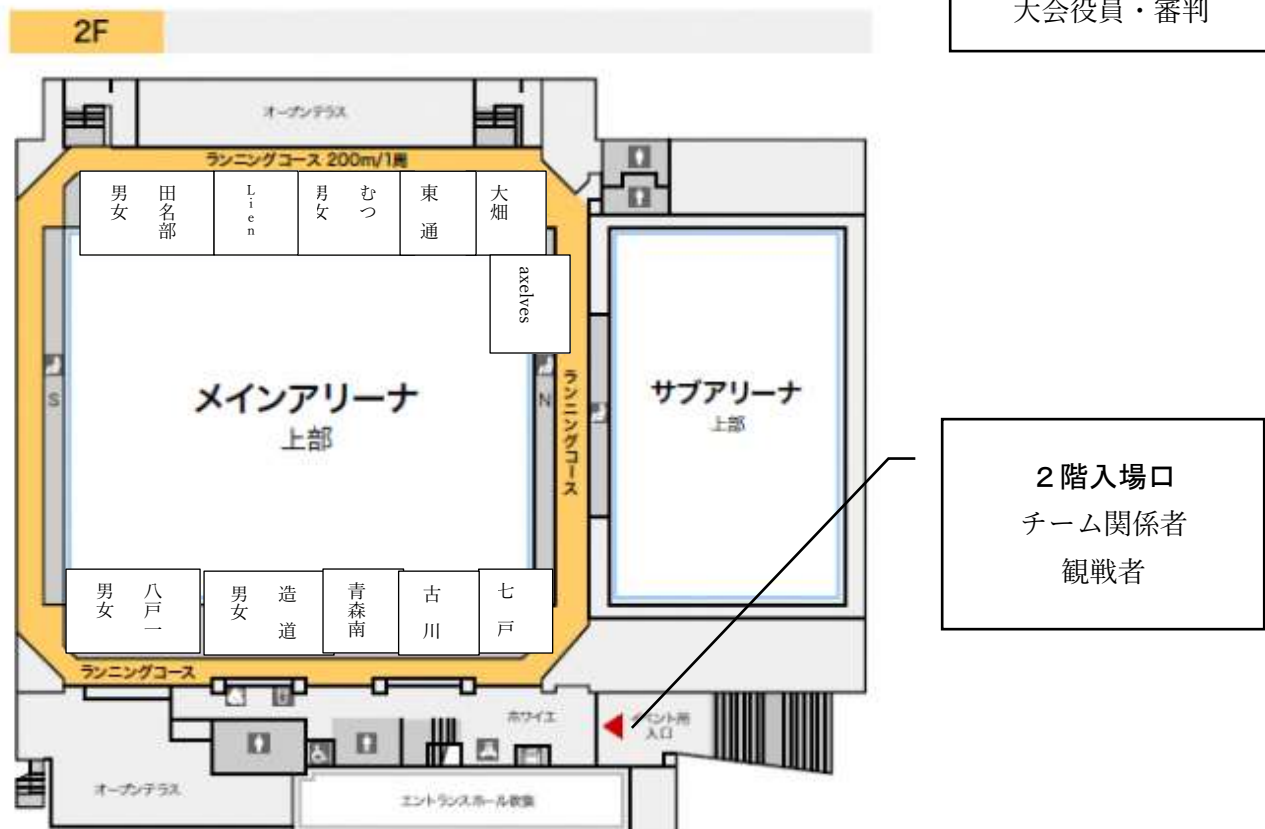 大会役員・審判
2F
オープンテラス
ランニングコース 200m/1周
田名部
男女
Lien
むつ
男女
東 通
大畑
axelves
メインアリーナ
上部
S
N
ランニングコース
サブアリーナ
上部
2階入場口
チーム関係者
観戦者
八戸一
男女
造 道
男女
青森南
古 川
七 戸
ランニングコース
ホワイエ
イベント用
入口
オープンテラス
エントランスホール吹抜